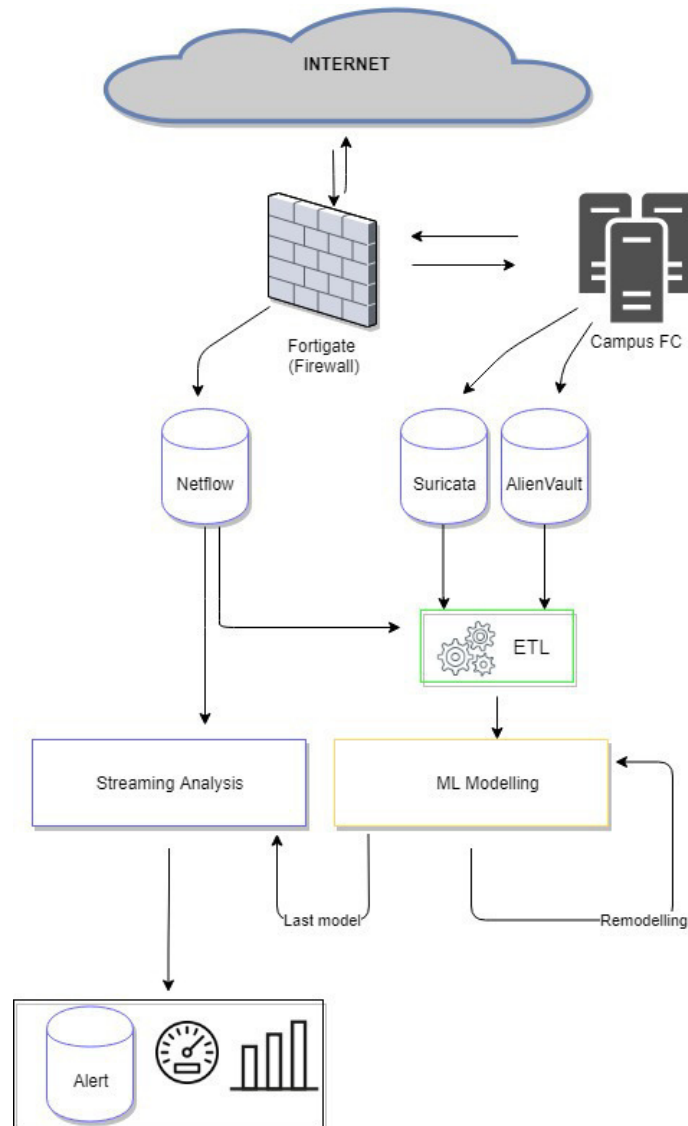 INTERNET
Fortigate
(Firewall)
Campus FC
Netflow
Suricata
AlienVault
ETL
Streaming Analysis
ML Modelling
Last model
Remodelling
Alert